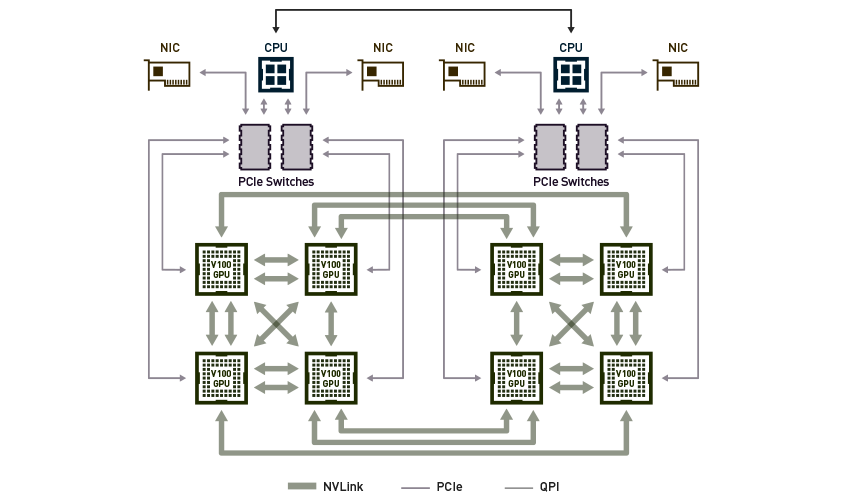 NIC
CPU
NIC
NIC
CPU
NIC
PCIe Switches
PCIe Switches
V100
GPU
V100
GPU
V100
GPU
V100
GPU
V100
GPU
V100
GPU
V100
GPU
V100
GPU
NVLink
PCIe
QPI